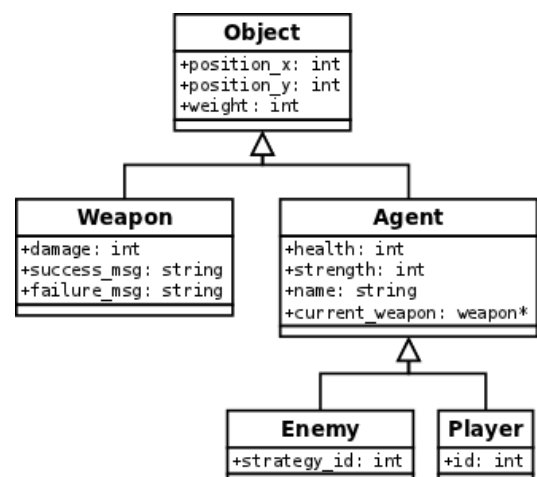 Object
+position_x: int
+position_y: int
+weight: int
Weapon
+damage: int
+success_msg: string
+failure_msg: string
Agent
+health: int
+strength: int
+name: string
+current_weapon: weapon*
Enemy
+strategy_id: int
Player
+id: int